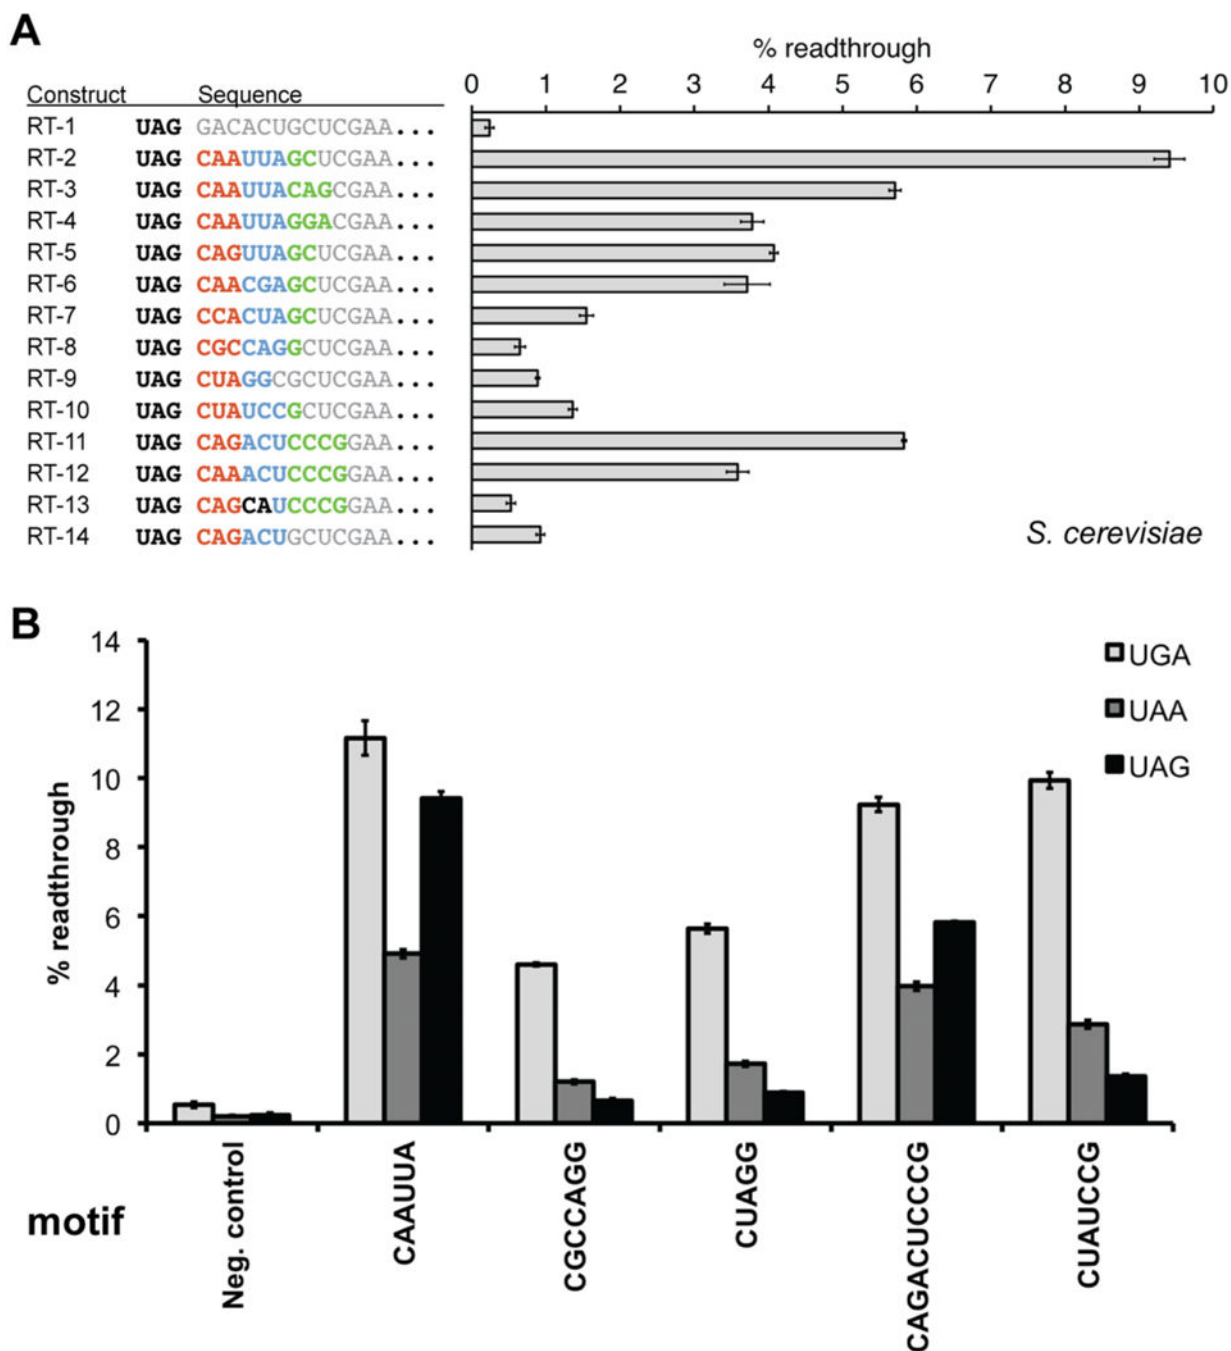 A
% readthrough
0 1 2 3 4 5 6 7 8 9 10
Construct Sequence
RT-1 UAG GACACUGCUCGAA...
RT-2 UAG CAAUUAGCUCGAA...
RT-3 UAG CAAUUACAGCGAA...
RT-4 UAG CAAUUAGGACGAA...
RT-5 UAG CAGUUAGCUCGAA...
RT-6 UAG CAACGAGCUCGAA...
RT-7 UAG CCACUAGCUCGAA...
RT-8 UAG CGCCAGGCUCGAA...
RT-9 UAG CUAGGCGCUCGAA...
RT-10 UAG CUAUCCGCUCGAA...
RT-11 UAG CAGACUCCCGGAA...
RT-12 UAG CAAACUCCCGGAA...
RT-13 UAG CAGCAUCCCGGAA...
RT-14 UAG CAGACUGCUCGAA...
S. cerevisiae
B
% readthrough
14
12
10
8
6
4
2
0
UGA
UAA
UAG
motif
Neg. control
CAAUUA
CGCCAGG
CUAGG
CAGACUCCCG
CUAUCCG